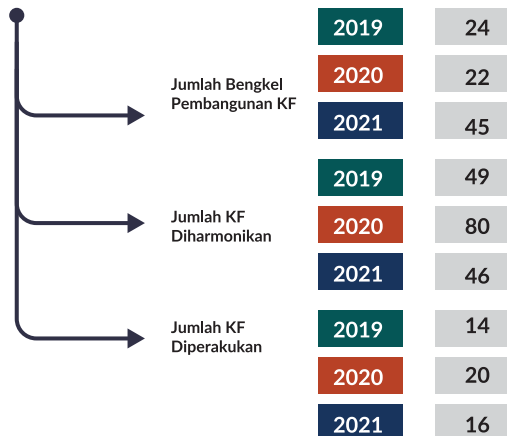 Jumlah Bengkel
Pembangunan KF
2019 24
2020 22
2021 45
Jumlah KF
Diharmonikan
2019 49
2020 80
2021 46
Jumlah KF
Diperakukan
2019 14
2020 20
2021 16